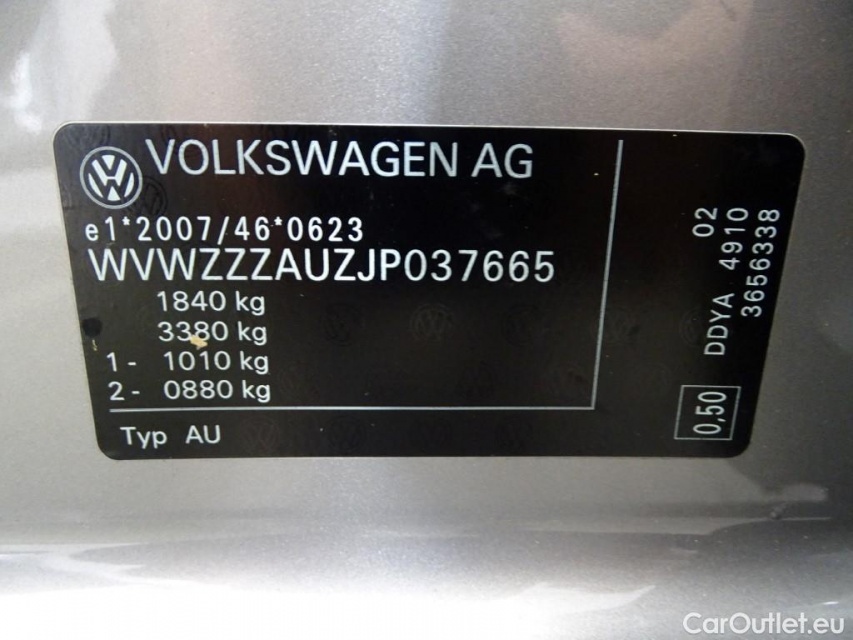 VOLKSWAGEN AG
e1*2007/46*0623
WVWZZZAUZJP037665
1840 kg
3380 kg
1 - 1010 kg
2 - 0880 kg
Typ AU
02
DDYA 4910
3656338
0,50
CarOutlet.eu